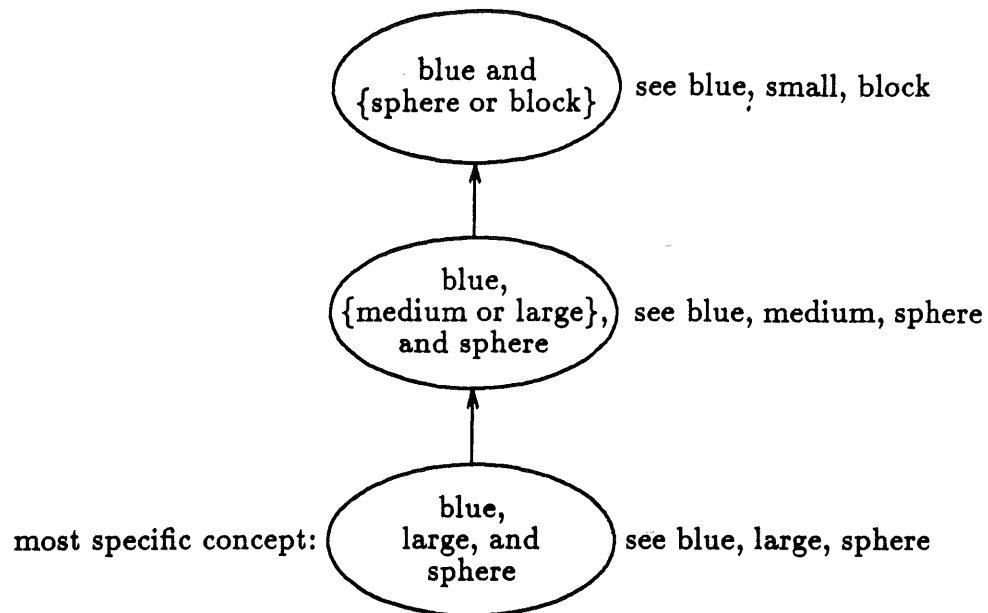 blue and
{sphere or block}
see blue, small, block
blue,
{medium or large},
and sphere
see blue, medium, sphere
most specific concept:
blue,
large, and
sphere
see blue, large, sphere